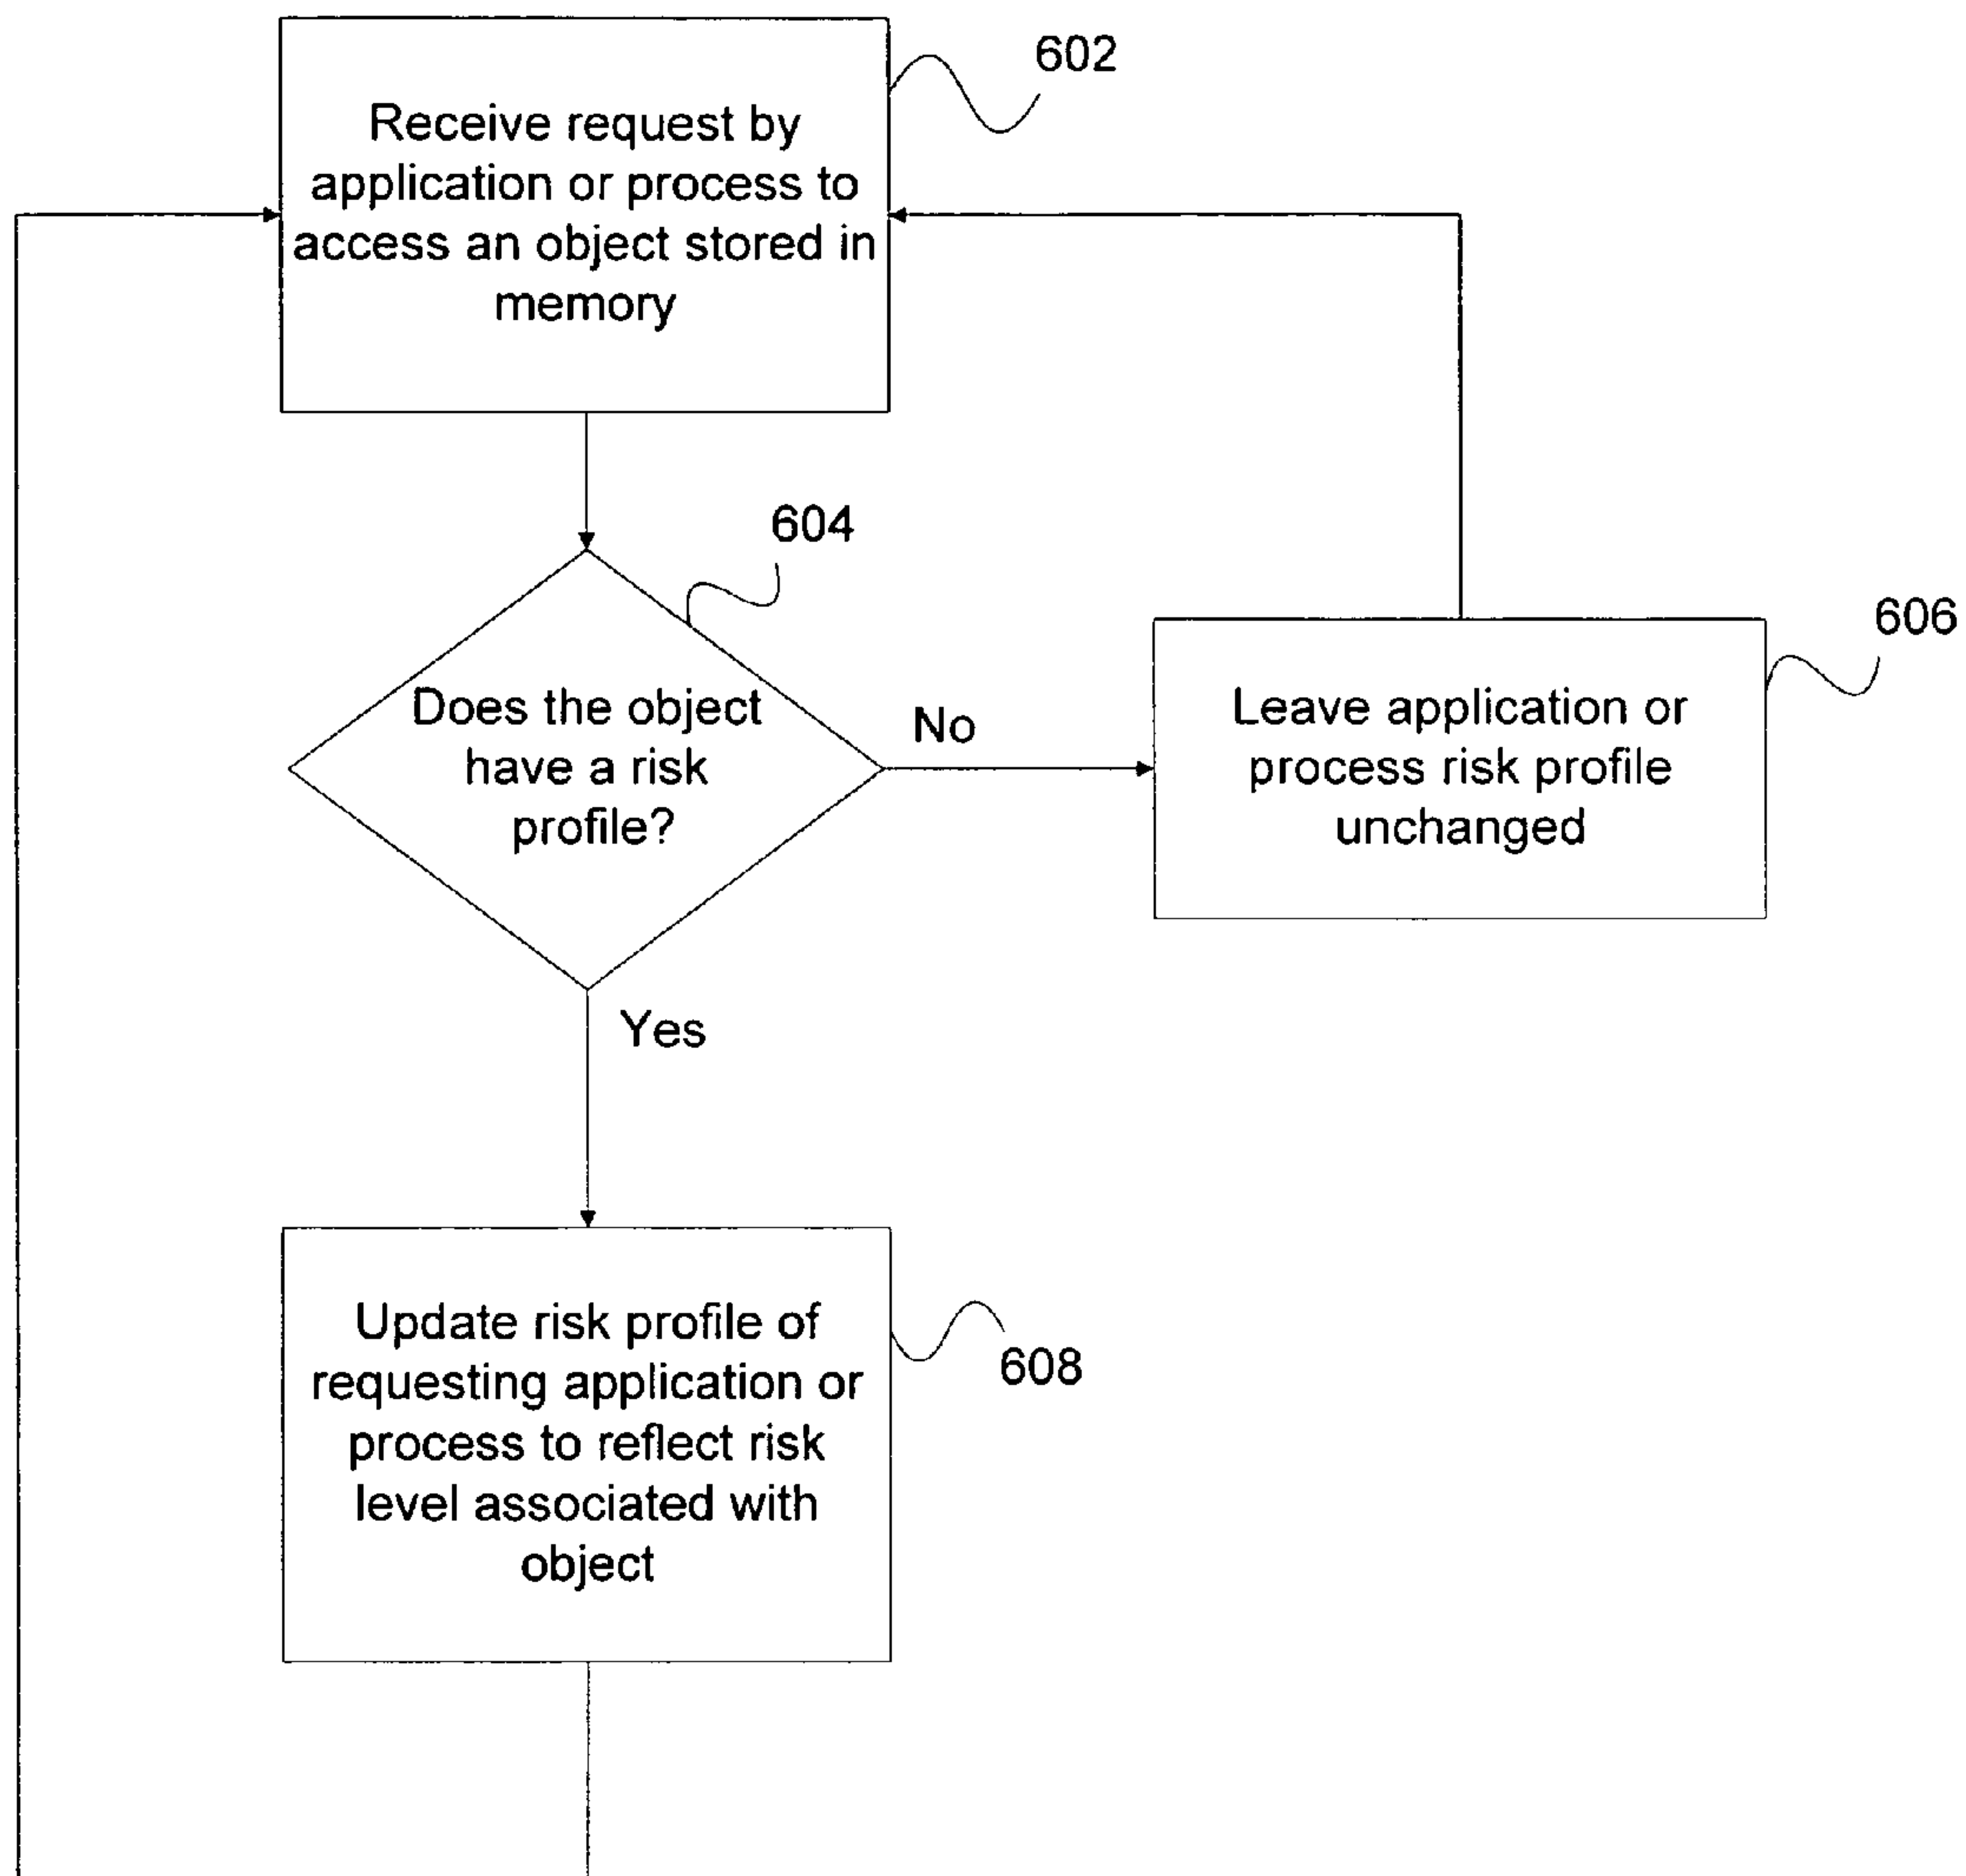 602
Receive request by
application or process to
access an object stored in
memory
604
Does the object
have a risk
profile?
No
606
Leave application or
process risk profile
unchanged
Yes
Update risk profile of
requesting application or
process to reflect risk
level associated with
object
608